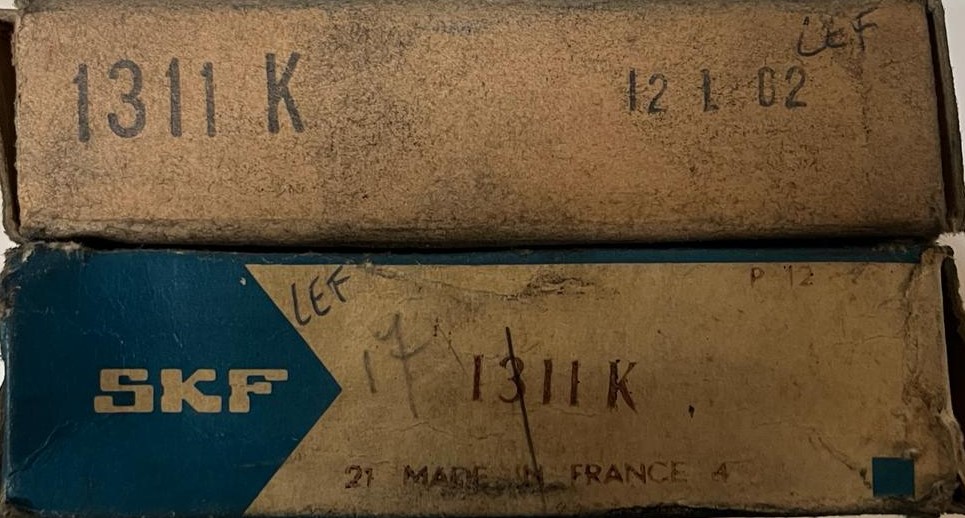 LEF
1311 K 12 L 02
P 12
LEF
17
1311 K
SKF
21 MADE IN FRANCE 4